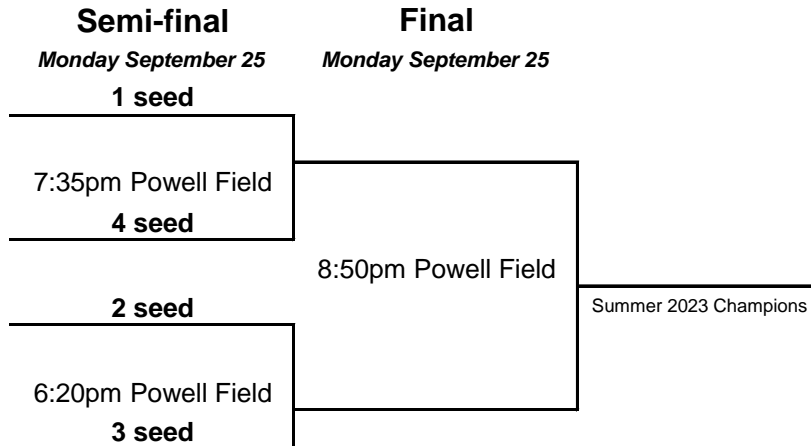 Semi-final
Final
Monday September 25
Monday September 25
1 seed
7:35pm Powell Field
4 seed
8:50pm Powell Field
2 seed
Summer 2023 Champions
6:20pm Powell Field
3 seed